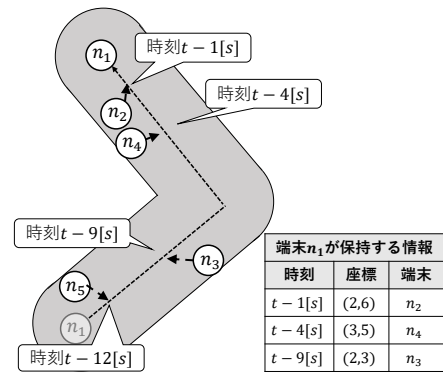 時刻t − 1[s]
n₁
n₂
時刻t − 4[s]
n₄
時刻t − 9[s]
n₃
n₅
n₁
時刻t − 12[s]
端末n₁が保持する情報
時刻 座標 端末
t − 1[s] (2,6) n₂
t − 4[s] (3,5) n₄
t − 9[s] (2,3) n₃